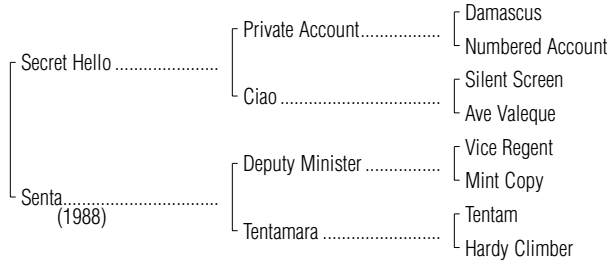 Damascus
Private Account..................
Numbered Account
Secret Hello .......................
Silent Screen
Ciao ....................................
Ave Valeque
Vice Regent
Deputy Minister .................
Mint Copy
Senta..................................
(1988)
Tentam
Tentamara ..........................
Hardy Climber